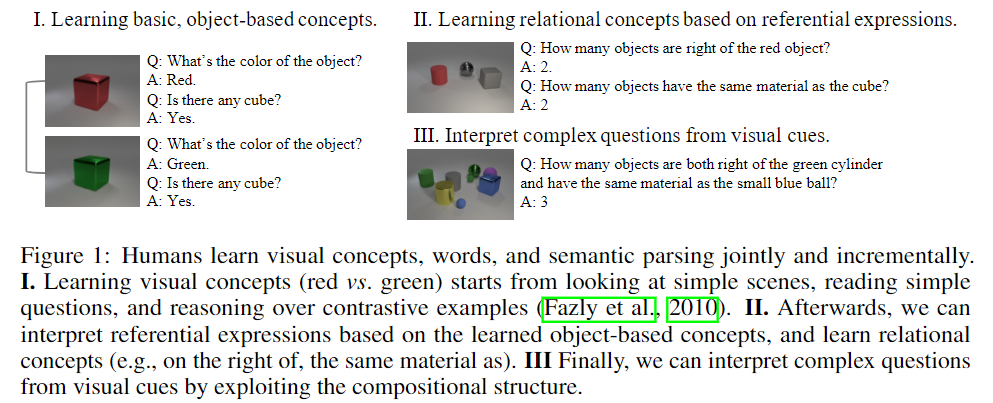 I. Learning basic, object-based concepts.
Q: What's the color of the object?
A: Red.
Q: Is there any cube?
A: Yes.
Q: What's the color of the object?
A: Green.
Q: Is there any cube?
A: Yes.
II. Learning relational concepts based on referential expressions.
Q: How many objects are right of the red object?
A: 2.
Q: How many objects have the same material as the cube?
A: 2
III. Interpret complex questions from visual cues.
Q: How many objects are both right of the green cylinder
and have the same material as the small blue ball?
A: 3
Figure 1: Humans learn visual concepts, words, and semantic parsing jointly and incrementally.
I. Learning visual concepts (red vs. green) starts from looking at simple scenes, reading simple
questions, and reasoning over contrastive examples (Fazly et al., 2010). II. Afterwards, we can
interpret referential expressions based on the learned object-based concepts, and learn relational
concepts (e.g., on the right of, the same material as). III Finally, we can interpret complex questions
from visual cues by exploiting the compositional structure.